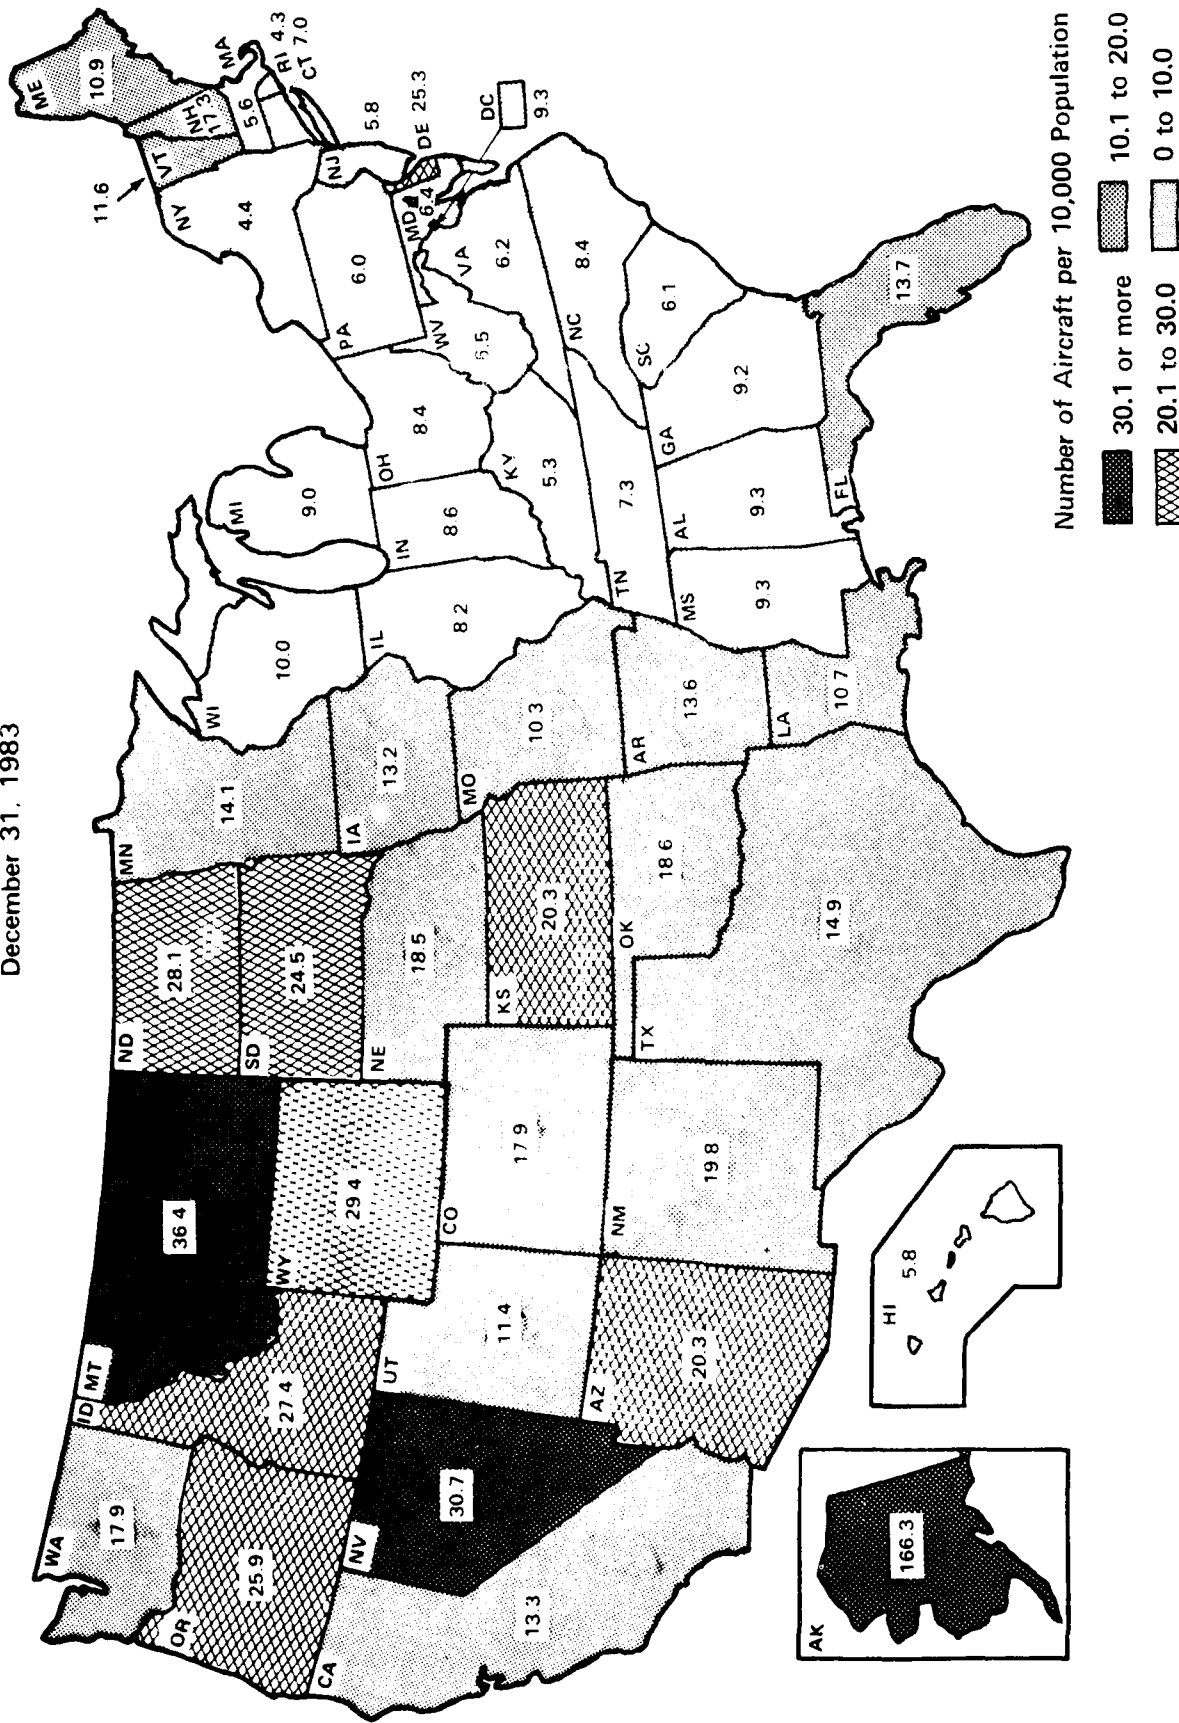 December 31, 1983
WA
17.9
OR
25.9
CA
13.3
NV
30.7
ID
27.4
MT
36.4
WY
29.4
UT
11.4
AZ
20.3
CO
17.9
NM
19.8
ND
28.1
SD
24.5
NE
18.5
KS
20.3
OK
18.6
TX
14.9
MN
14.1
IA
13.2
MO
10.3
AR
13.6
LA
10.7
WI
10.0
IL
8.2
MI
9.0
IN
8.6
OH
8.4
KY
5.3
TN
7.3
MS
9.3
AL
9.3
GA
9.2
FL
13.7
SC
6.1
NC
8.4
VA
6.2
WV
PA
6.0
NY
4.4
11.6
VT
NH
17.3
ME
10.9
MA
5.6
RI 4.3
CT 7.0
NJ
5.8
DE 25.3
MD
6.4
DC
9.3
AK
166.3
HI
5.8
Number of Aircraft per 10,000 Population
30.1 or more
10.1 to 20.0
20.1 to 30.0
0 to 10.0